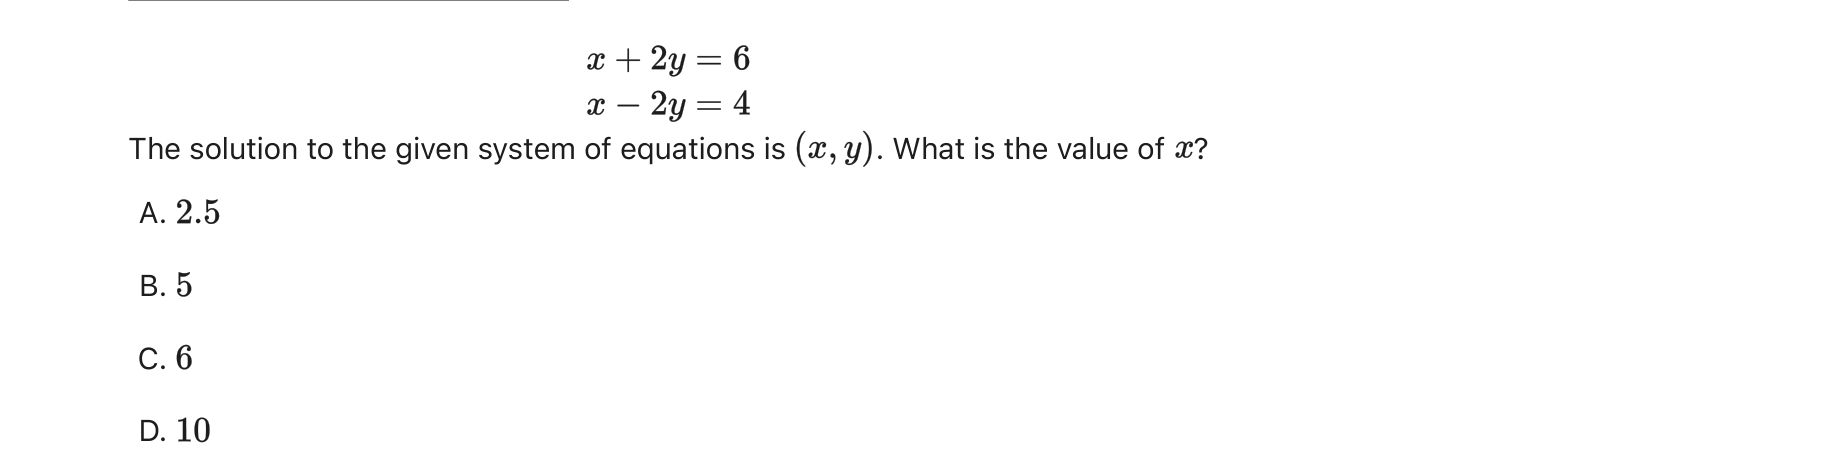 x + 2y = 6
x − 2y = 4
The solution to the given system of equations is (x, y). What is the value of x?
A. 2.5
B. 5
C. 6
D. 10